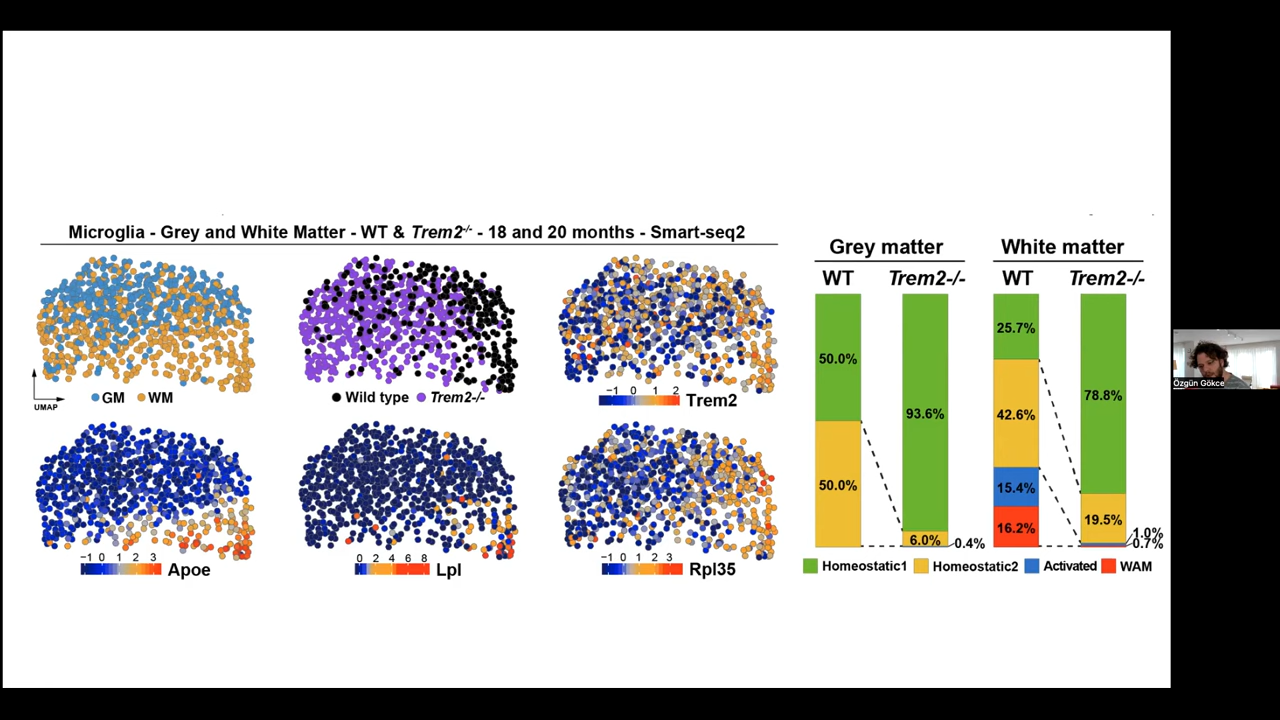 Microglia - Grey and White Matter - WT & Trem2-/- - 18 and 20 months - Smart-seq2
GM WM
UMAP
Wild type Trem2-/-
−1 0 1 2
Trem2
−1 0 1 2 3
Apoe
0 2 4 6 8
Lpl
−1 0 1 2 3
Rpl35
Grey matter
White matter
WT Trem2-/-
WT Trem2-/-
50.0%
50.0%
93.6%
6.0%
0.4%
25.7%
42.6%
15.4%
16.2%
78.8%
19.5%
1.0%
0.7%
Homeostatic1 Homeostatic2 Activated WAM
Özgün Gökce